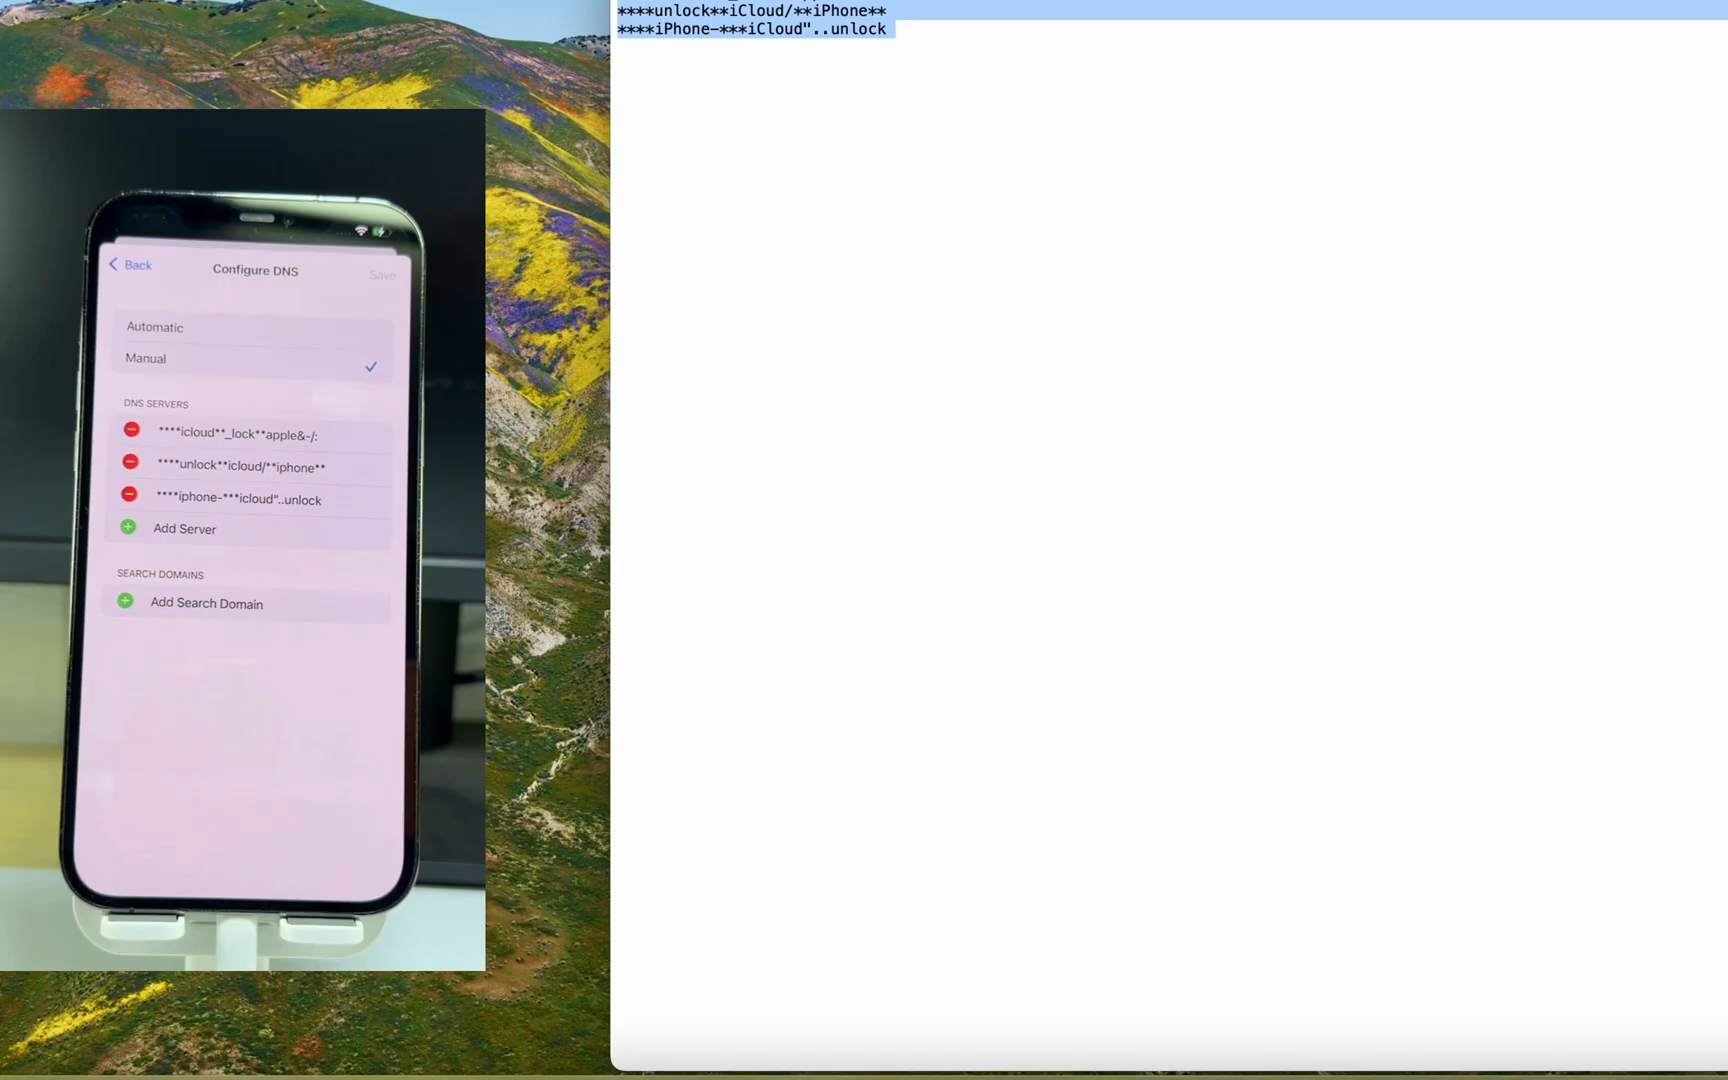 ****unlock**iCloud/**iPhone**
****iPhone-***iCloud"..unlock
Back
Configure DNS
Save
Automatic
Manual
DNS SERVERS
****icloud**_lock**apple&-/:
****unlock**icloud/**iphone**
****iphone-***icloud"..unlock
Add Server
SEARCH DOMAINS
Add Search Domain